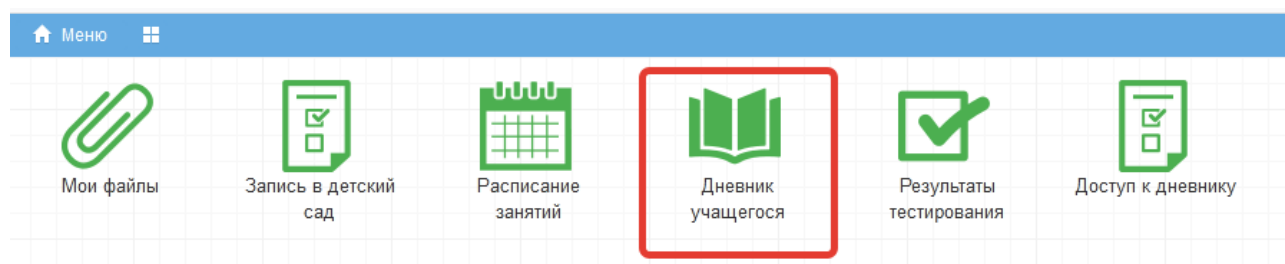 Меню
Мои файлы
Запись в детский
сад
Расписание
занятий
Дневник
учащегося
Результаты
тестирования
Доступ к дневнику